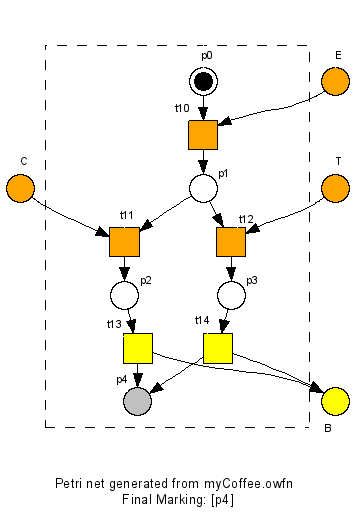 p0
E
t10
C
p1
T
t11
t12
p2
p3
t13
t14
p4
B
Petri net generated from myCoffee.owfn
Final Marking: [p4]